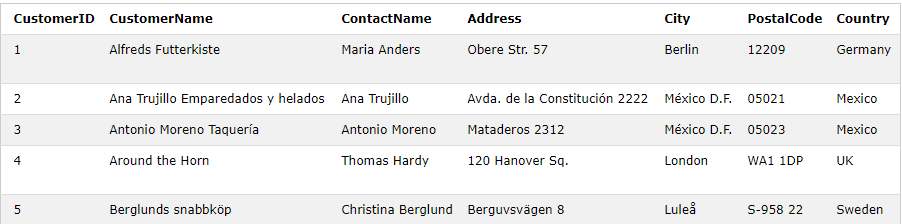 CustomerID CustomerName ContactName Address City PostalCode Country
1 Alfreds Futterkiste Maria Anders Obere Str. 57 Berlin 12209 Germany
2 Ana Trujillo Emparedados y helados Ana Trujillo Avda. de la Constitución 2222 México D.F. 05021 Mexico
3 Antonio Moreno Taquería Antonio Moreno Mataderos 2312 México D.F. 05023 Mexico
4 Around the Horn Thomas Hardy 120 Hanover Sq. London WA1 1DP UK
5 Berglunds snabbköp Christina Berglund Berguvsvägen 8 Luleå S-958 22 Sweden